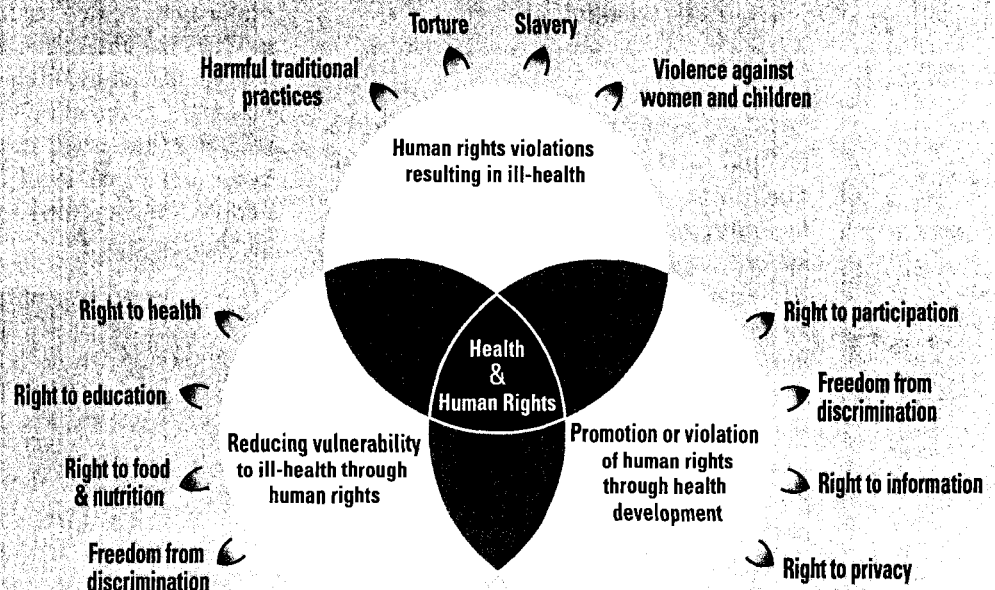 Torture
Slavery
Harmful traditional
practices
Violence against
women and children
Human rights violations
resulting in ill-health
Right to health
Right to education
Right to food
& nutrition
Freedom from
discrimination
Health
&
Human Rights
Reducing vulnerability
to ill-health through
human rights
Promotion or violation
of human rights
through health
development
Right to participation
Freedom from
discrimination
Right to information
Right to privacy